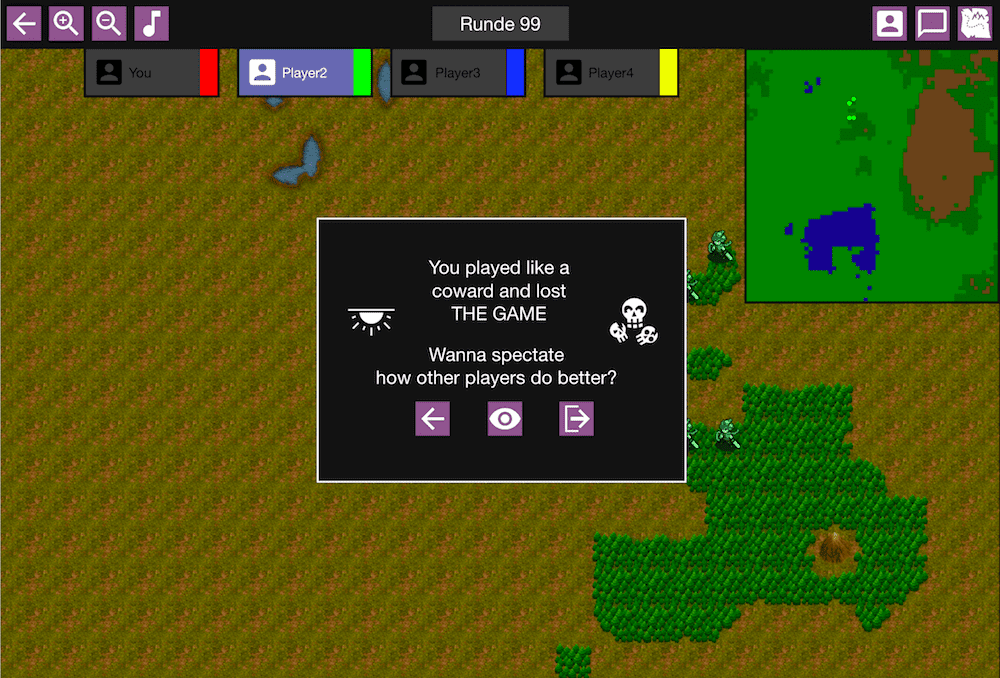 Runde 99
You
Player2
Player3
Player4
You played like a
coward and lost
THE GAME
Wanna spectate
how other players do better?